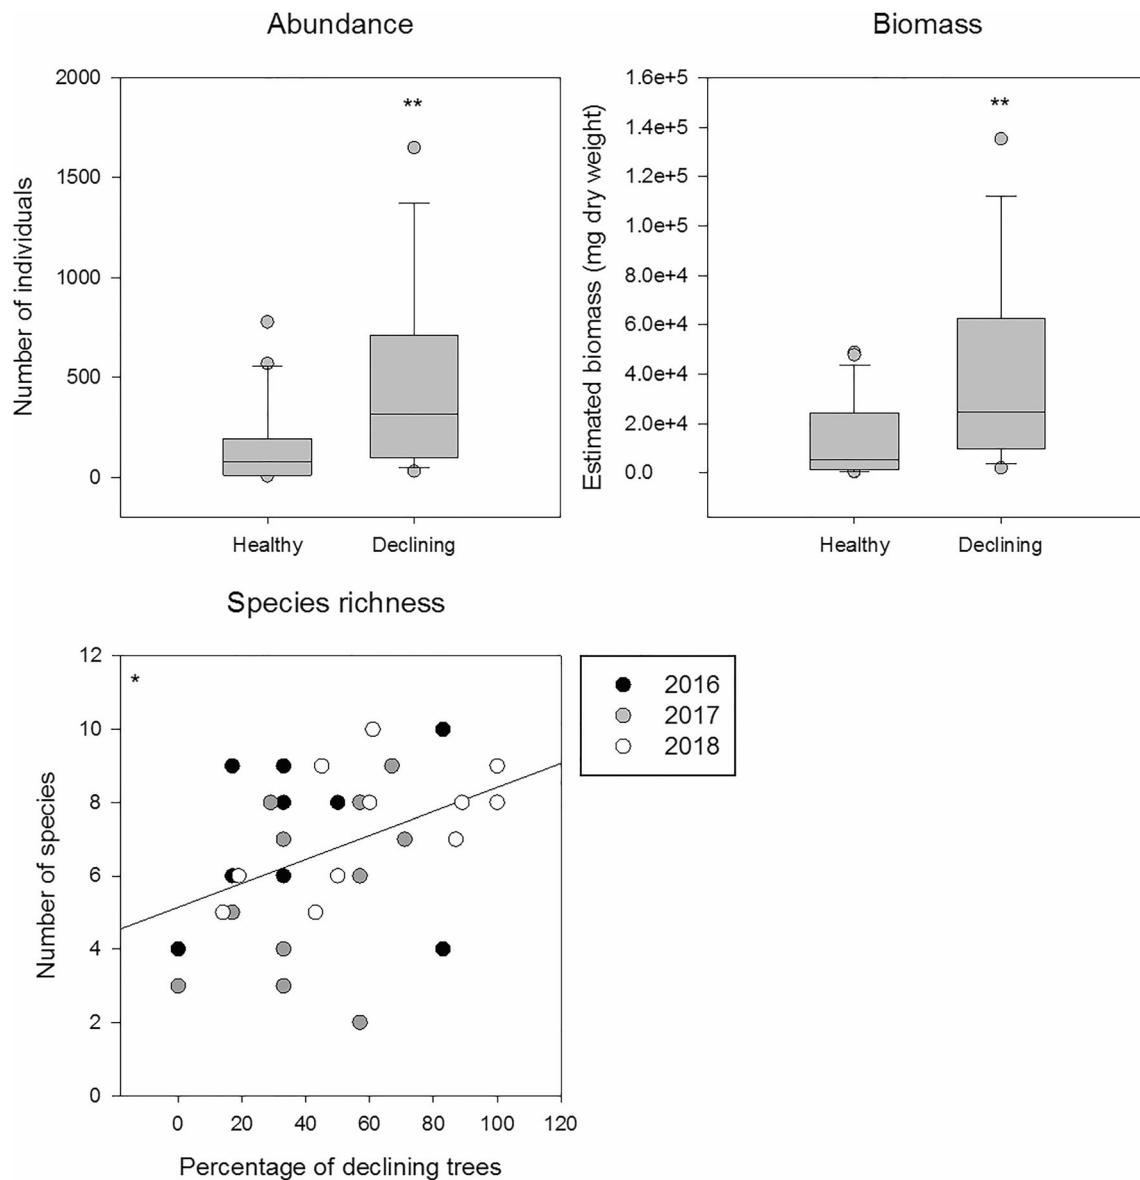 Abundance
Number of individuals
2000
1500
1000
500
0
**
Healthy
Declining
Biomass
Estimated biomass (mg dry weight)
1.6e+5
1.4e+5
1.2e+5
1.0e+5
8.0e+4
6.0e+4
4.0e+4
2.0e+4
0.0
**
Healthy
Declining
Species richness
Number of species
12
10
8
6
4
2
0
*
0 20 40 60 80 100 120
Percentage of declining trees
2016
2017
2018